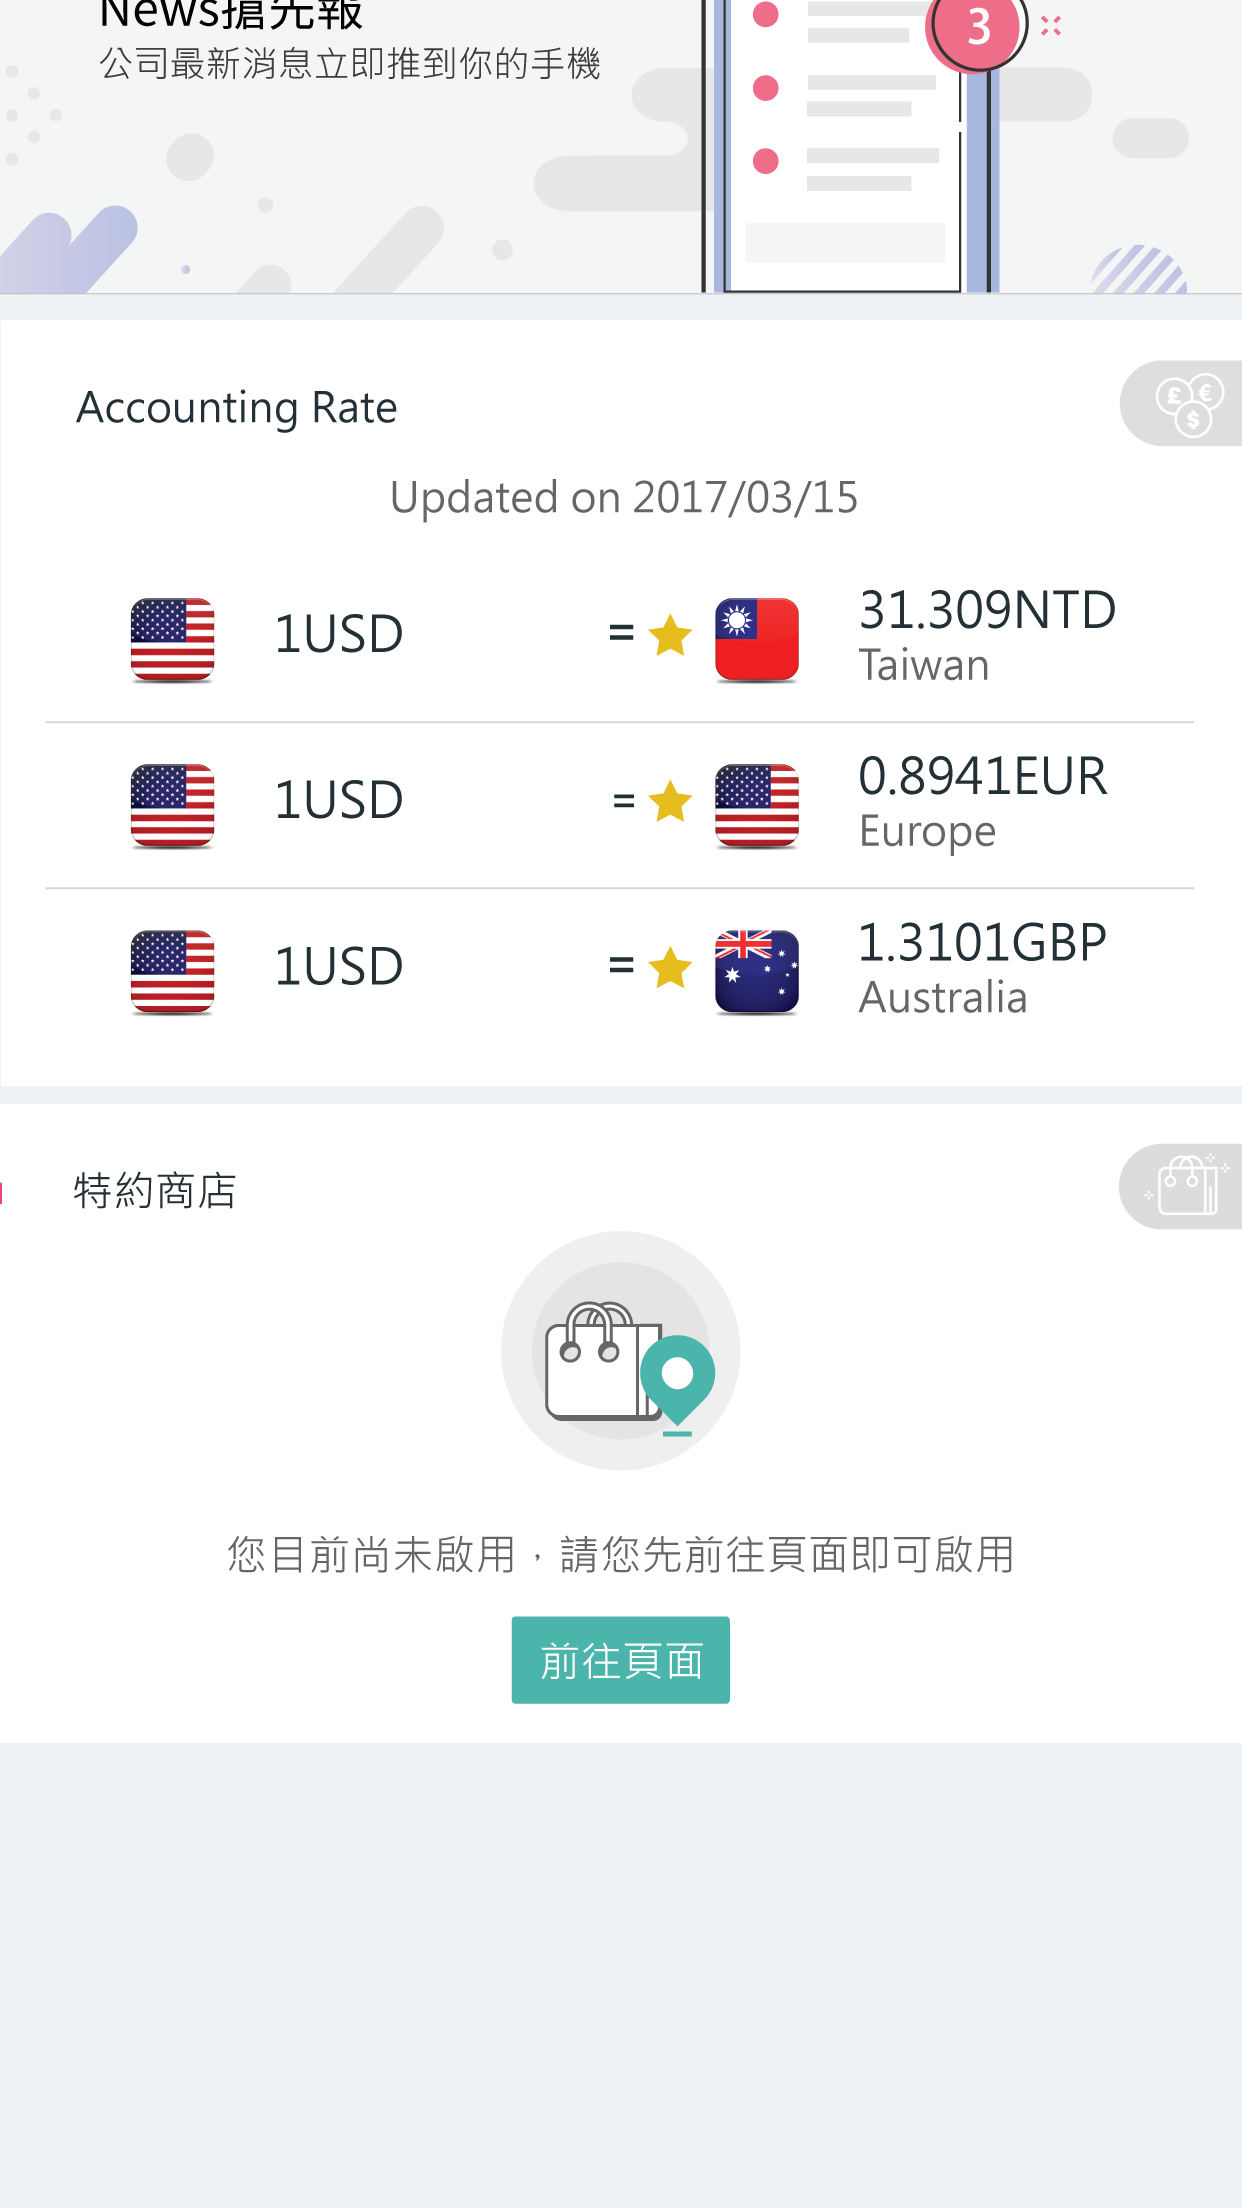 News搶先報
公司最新消息立即推到你的手機
3
Accounting Rate
Updated on 2017/03/15
1USD = 31.309NTD
Taiwan
1USD = 0.8941EUR
Europe
1USD = 1.3101GBP
Australia
特約商店
您目前尚未啟用，請您先前往頁面即可啟用
前往頁面